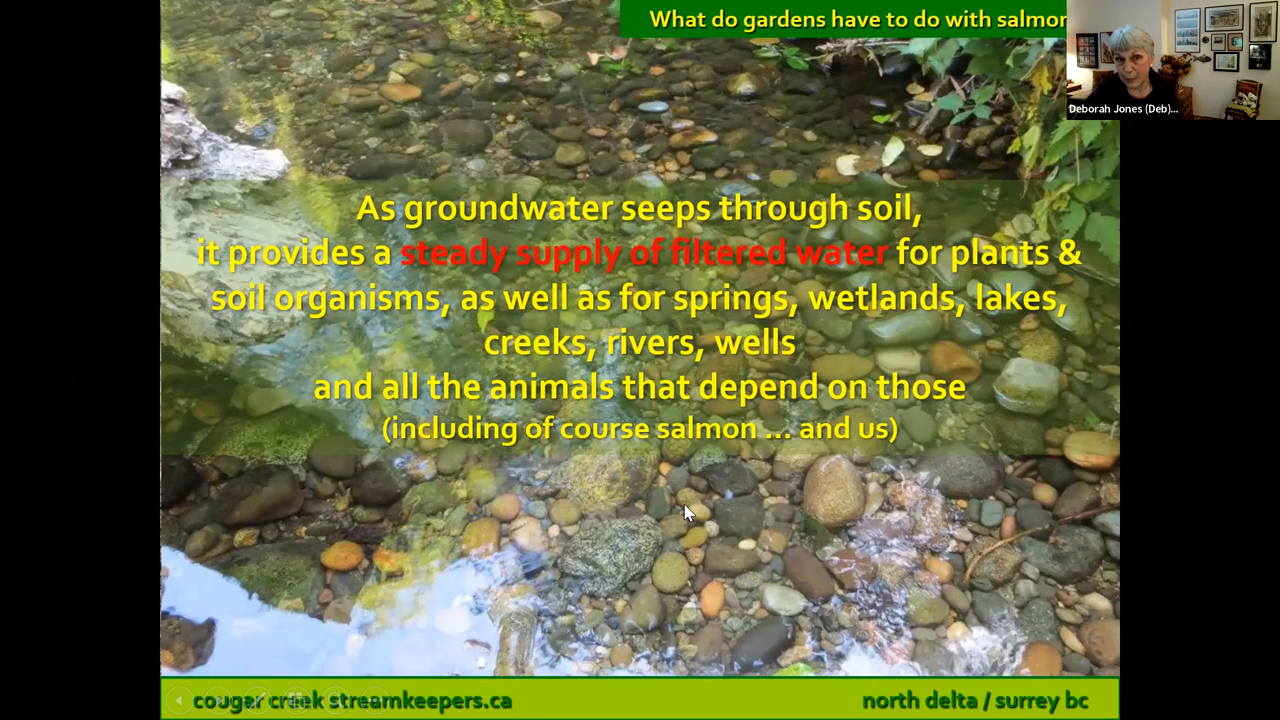 What do gardens have to do with salmon
Deborah Jones (Deb)...
As groundwater seeps through soil,
it provides a steady supply of filtered water for plants &
soil organisms, as well as for springs, wetlands, lakes,
creeks, rivers, wells
and all the animals that depend on those
(including of course salmon ... and us)
cougar creek streamkeepers.ca
north delta / surrey bc